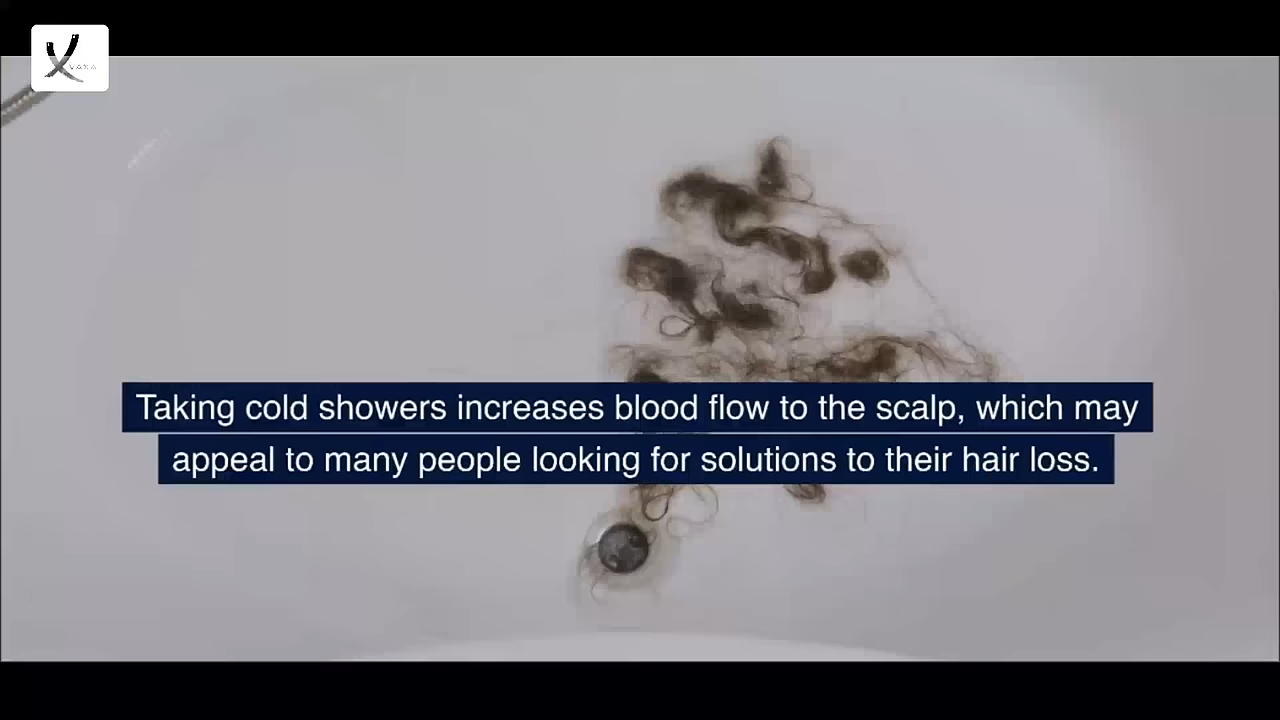 VAXA
Taking cold showers increases blood flow to the scalp, which may
appeal to many people looking for solutions to their hair loss.